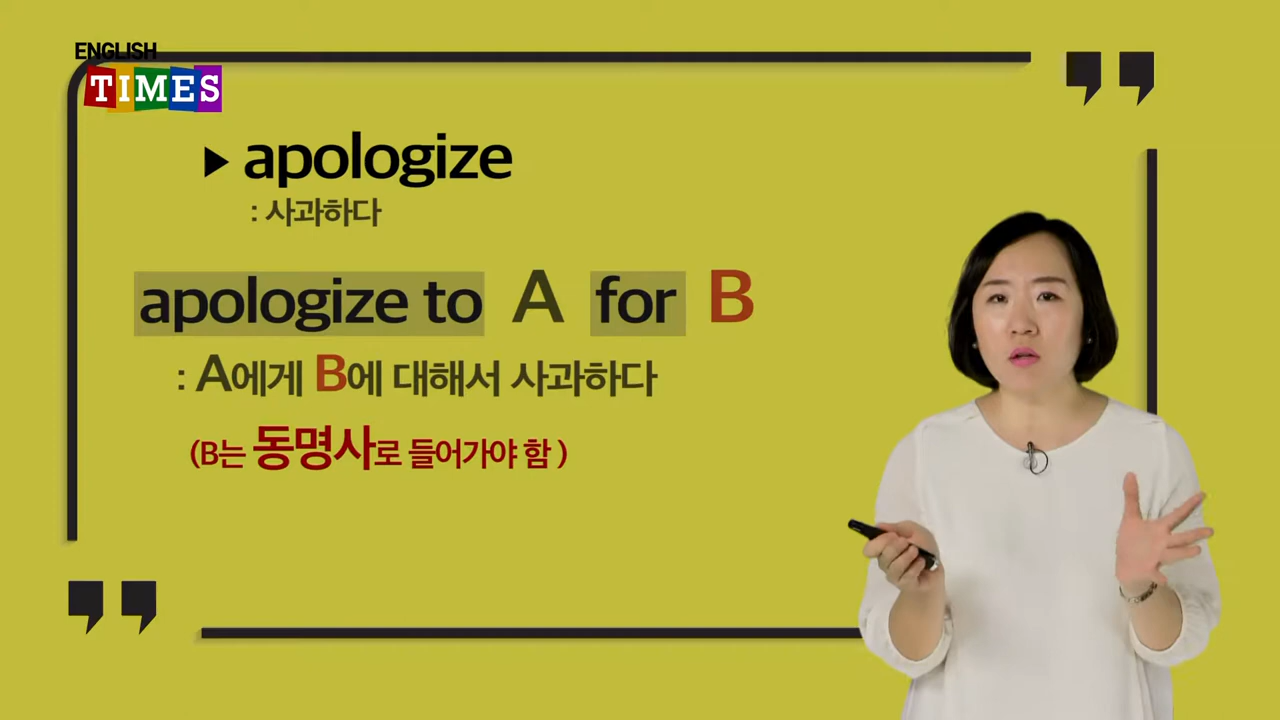 ENGLISH
TIMES
▶ apologize
: 사과하다
apologize to A for B
: A에게 B에 대해서 사과하다
(B는 동명사로 들어가야 함 )